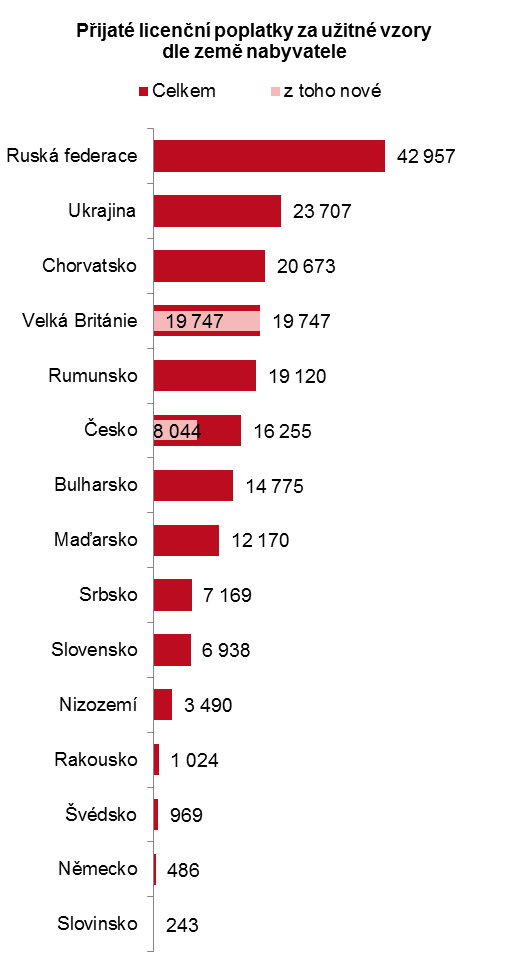 Přijaté licenční poplatky za užitné vzory
dle země nabyvatele
Celkem z toho nové
Ruská federace 42 957
Ukrajina 23 707
Chorvatsko 20 673
Velká Británie 19 747 19 747
Rumunsko 19 120
Česko 8 044 16 255
Bulharsko 14 775
Maďarsko 12 170
Srbsko 7 169
Slovensko 6 938
Nizozemí 3 490
Rakousko 1 024
Švédsko 969
Německo 486
Slovinsko 243